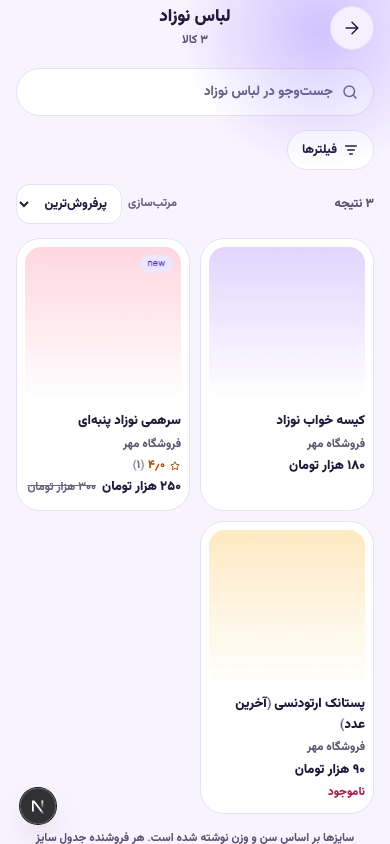 لباس نوزاد
۳ کالا
جست‌وجو در لباس نوزاد
فیلترها
۳ نتیجه
مرتب‌سازی
پرفروش‌ترین
کیسه خواب نوزاد
فروشگاه مهر
۱۸۰ هزار تومان
new
سرهمی نوزاد پنبه‌ای
فروشگاه مهر
۴٫۰ (۱)
۲۵۰ هزار تومان ۳۰۰ هزار تومان
پستانک ارتودنسی (آخرین
عدد)
فروشگاه مهر
۹۰ هزار تومان
ناموجود
N
سایزها بر اساس سن و وزن نوشته شده است. هر فروشنده جدول سایز